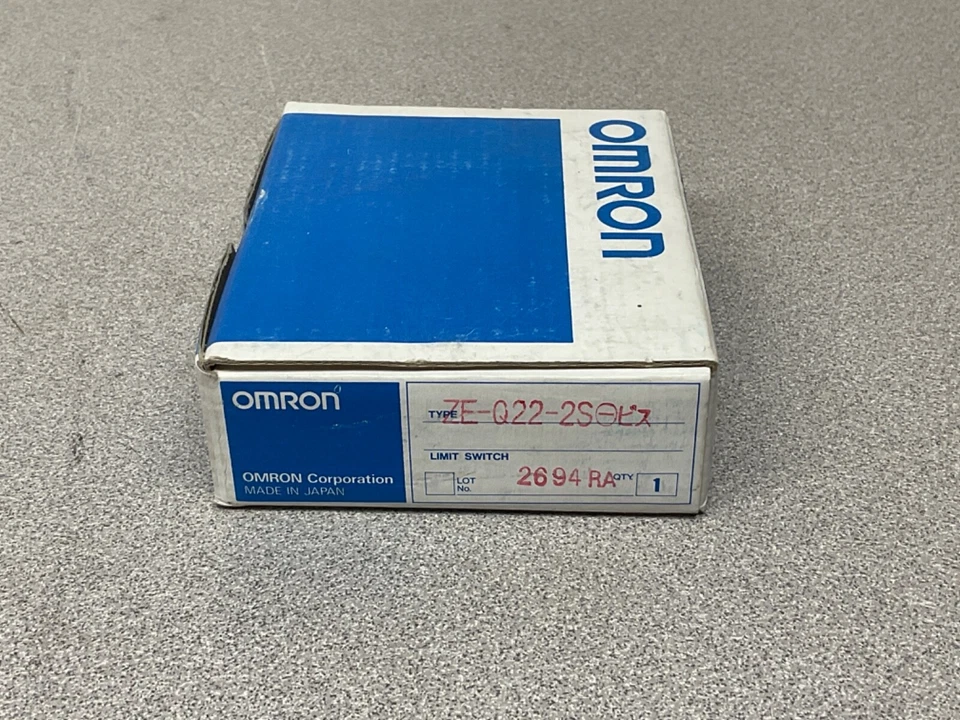 OMRON
OMRON
OMRON Corporation
MADE IN JAPAN
TYPE ZE-Q22-2S⊖ビス
LIMIT SWITCH
LOT No. 2694 RA QTY 1